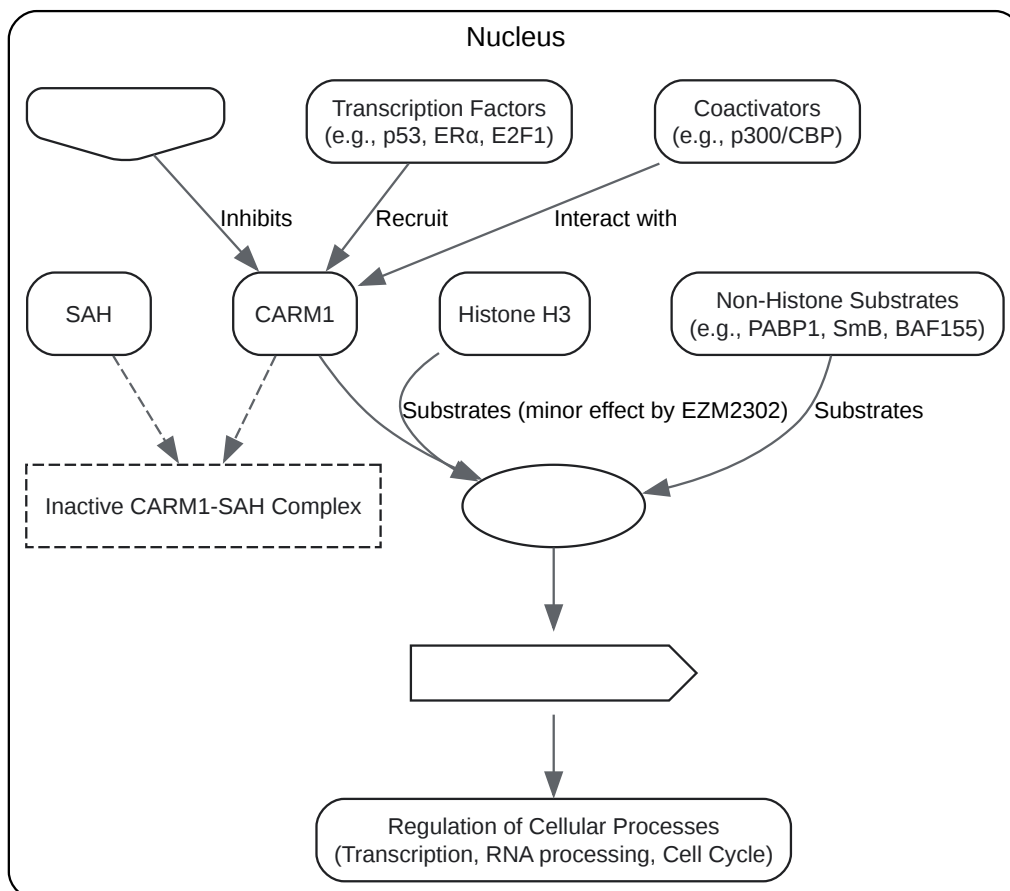 Nucleus
Transcription Factors
(e.g., p53, ERα, E2F1)
Coactivators
(e.g., p300/CBP)
Inhibits
Recruit
Interact with
SAH
CARM1
Histone H3
Non-Histone Substrates
(e.g., PABP1, SmB, BAF155)
Substrates (minor effect by EZM2302)
Substrates
Inactive CARM1-SAH Complex
Regulation of Cellular Processes
(Transcription, RNA processing, Cell Cycle)